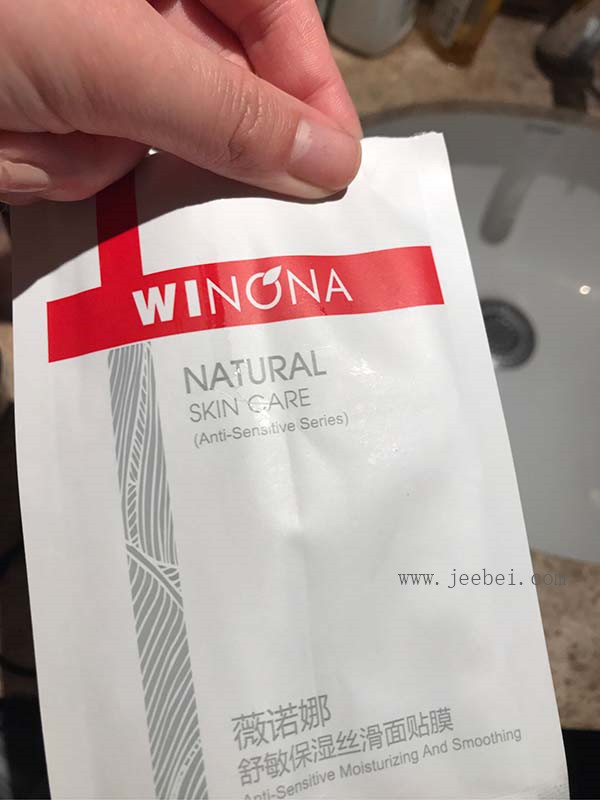 WINONA
NATURAL
SKIN CARE
(Anti-Sensitive Series)
www.jeebei.com
薇诺娜
舒敏保湿丝滑面贴膜
Anti-Sensitive Moisturizing And Smoothing